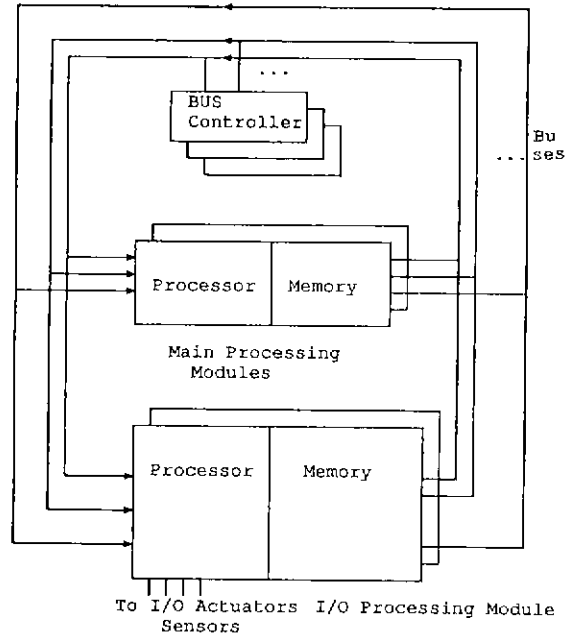 ...
BUS
Controller
Bu
... ses
Processor Memory
Main Processing
Modules
Processor Memory
To I/O Actuators I/O Processing Module
Sensors